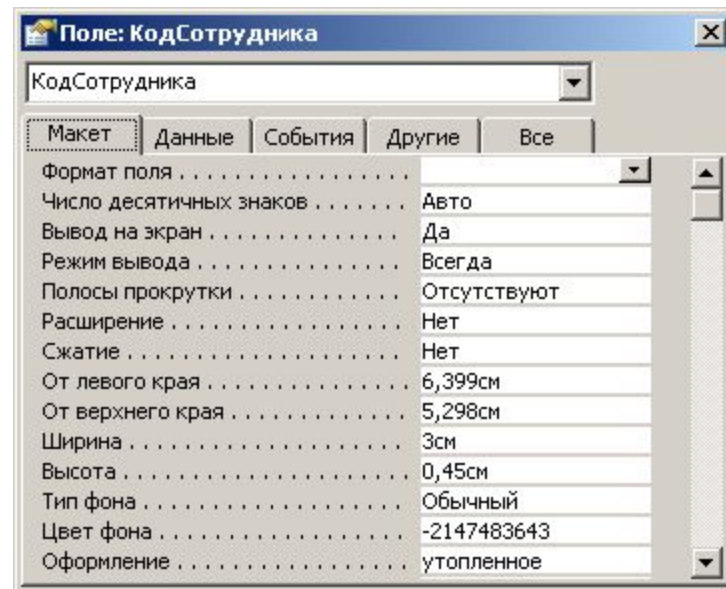 Поле: КодСотрудника
КодСотрудника
Макет Данные События Другие Все
Формат поля . . . . . . . . . . . . . . . . .
Число десятичных знаков . . . . . . . Авто
Вывод на экран . . . . . . . . . . . . . . Да
Режим вывода . . . . . . . . . . . . . . . Всегда
Полосы прокрутки . . . . . . . . . . . . Отсутствуют
Расширение . . . . . . . . . . . . . . . . . Нет
Сжатие . . . . . . . . . . . . . . . . . . . . Нет
От левого края . . . . . . . . . . . . . . 6,399см
От верхнего края . . . . . . . . . . . . 5,298см
Ширина . . . . . . . . . . . . . . . . . . . 3см
Высота . . . . . . . . . . . . . . . . . . . . 0,45см
Тип фона . . . . . . . . . . . . . . . . . . Обычный
Цвет фона . . . . . . . . . . . . . . . . . -2147483643
Оформление . . . . . . . . . . . . . . . . утопленное